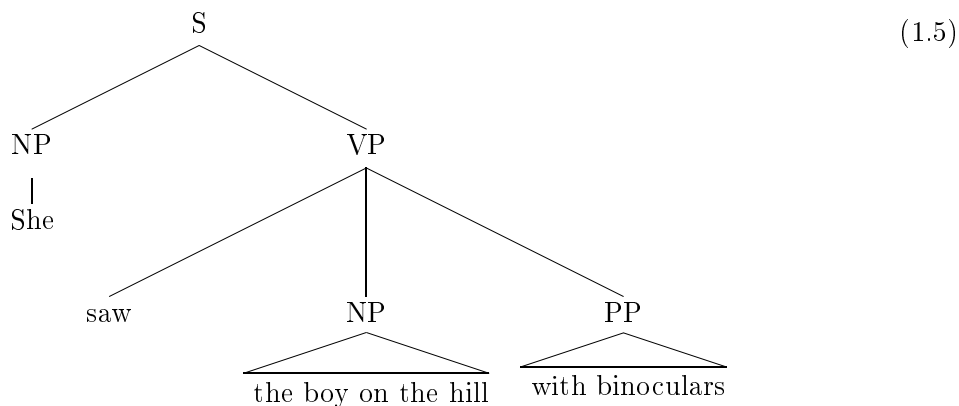 S
(1.5)
NP VP
She
saw NP PP
the boy on the hill with binoculars